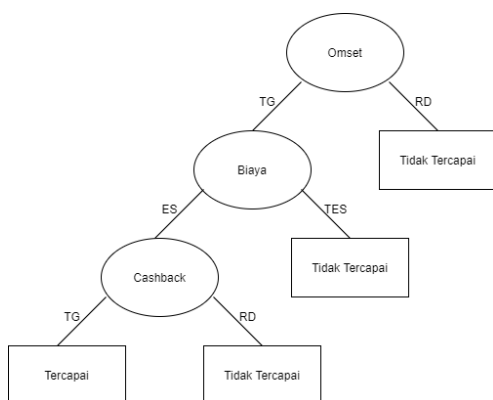 Omset
TG
RD
Tidak Tercapai
Biaya
ES
TES
Tidak Tercapai
Cashback
TG
RD
Tercapai
Tidak Tercapai